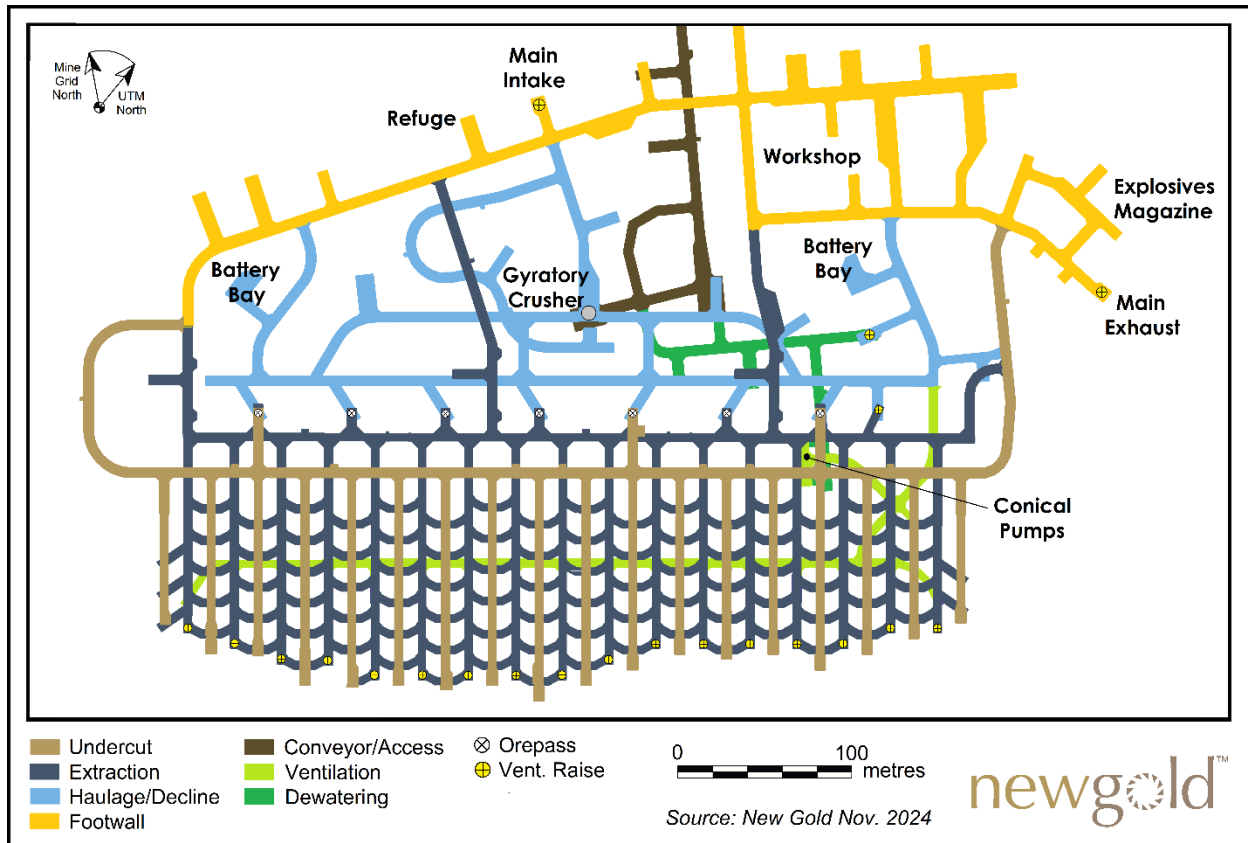 Mine
Grid
North
UTM
North
Main
Intake
Refuge
Workshop
Explosives
Magazine
Battery
Bay
Gyratory
Crusher
Battery
Bay
Main
Exhaust
Conical
Pumps
Undercut
Extraction
Haulage/Decline
Footwall
Conveyor/Access
Ventilation
Dewatering
Orepass
Vent. Raise
0 100
metres
Source: New Gold Nov. 2024
newgold™